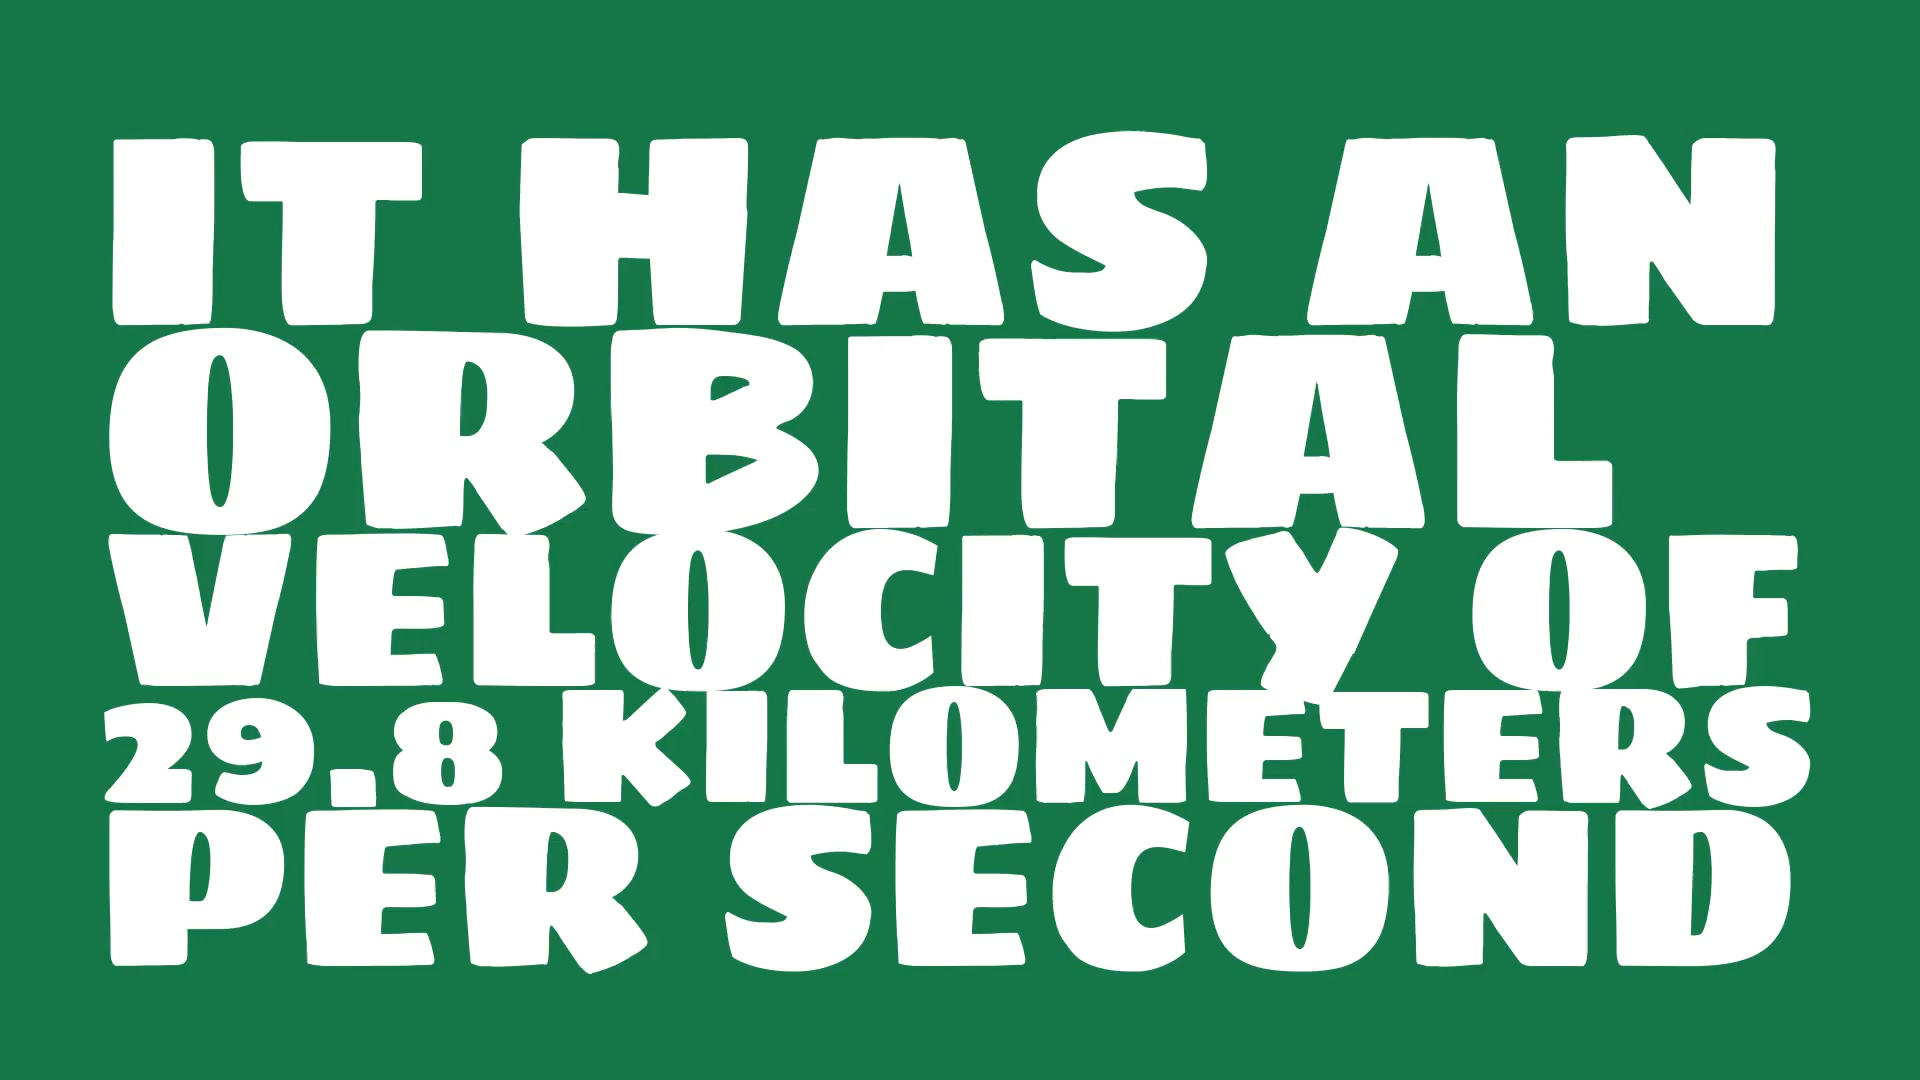 IT HAS AN
ORBITAL
VELOCITY OF
29.8 KILOMETERS
PER SECOND